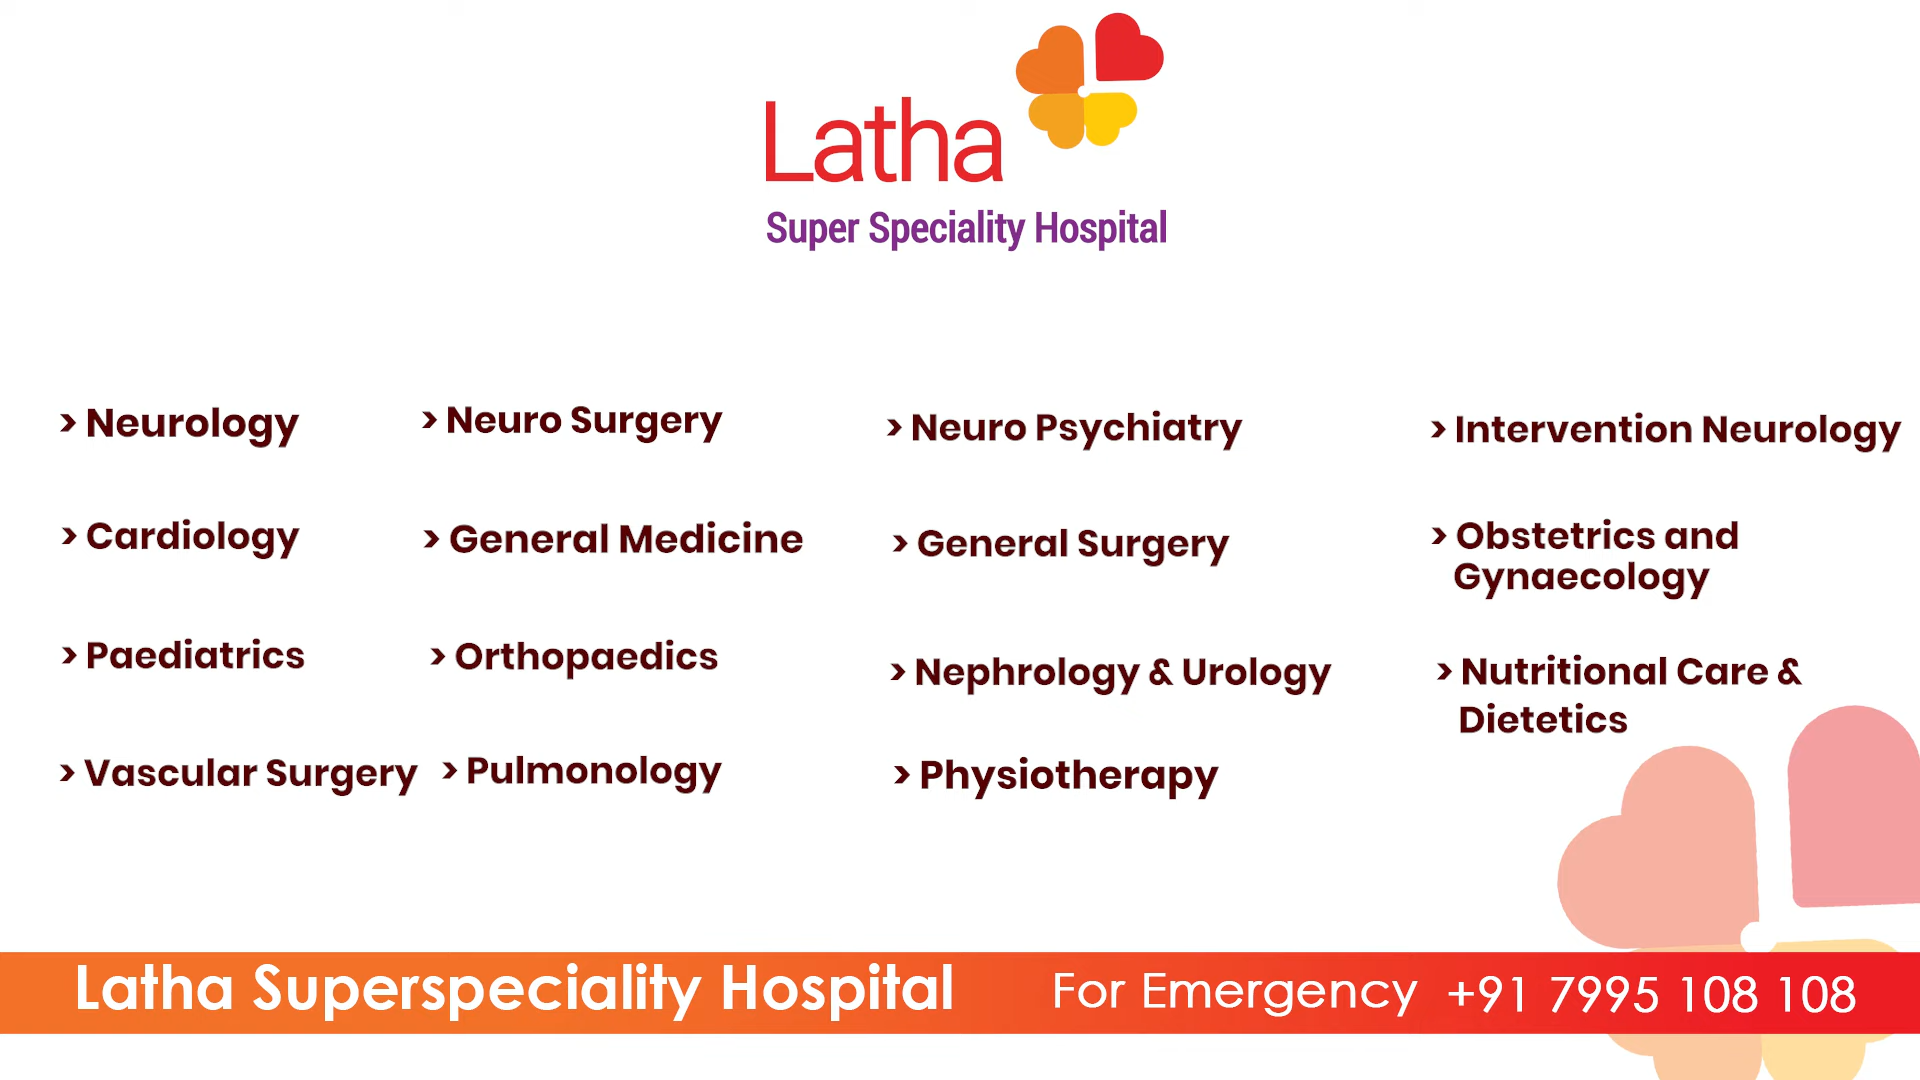 Latha
Super Speciality Hospital
> Neurology
> Neuro Surgery
> Neuro Psychiatry
> Intervention Neurology
> Cardiology
> General Medicine
> General Surgery
> Obstetrics and
Gynaecology
> Paediatrics
> Orthopaedics
> Nephrology & Urology
> Nutritional Care &
Dietetics
> Vascular Surgery
> Pulmonology
> Physiotherapy
Latha Superspeciality Hospital
For Emergency +91 7995 108 108